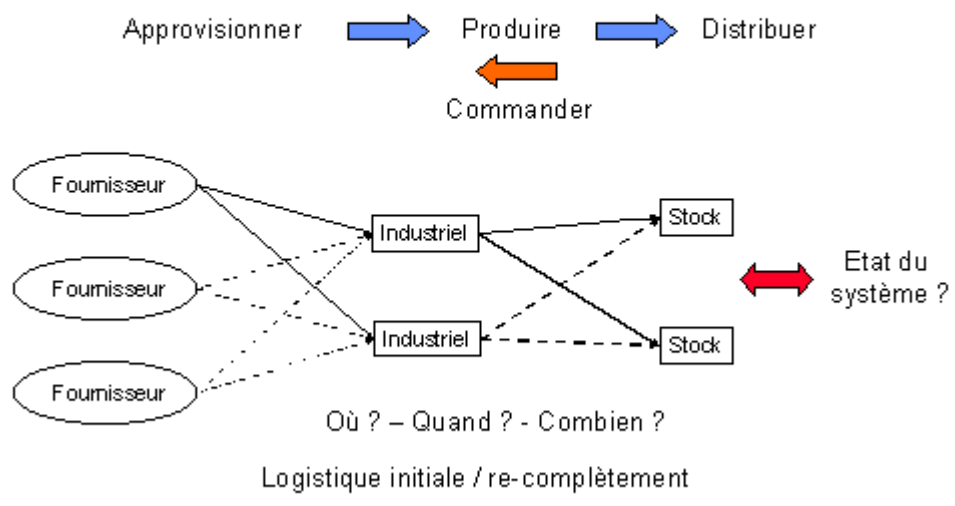 Approvisionner Produire Distribuer
Commander
Fournisseur
Industriel
Stock
Fournisseur
Etat du
système ?
Industriel
Stock
Fournisseur
Où ? – Quand ? - Combien ?
Logistique initiale / re-complètement